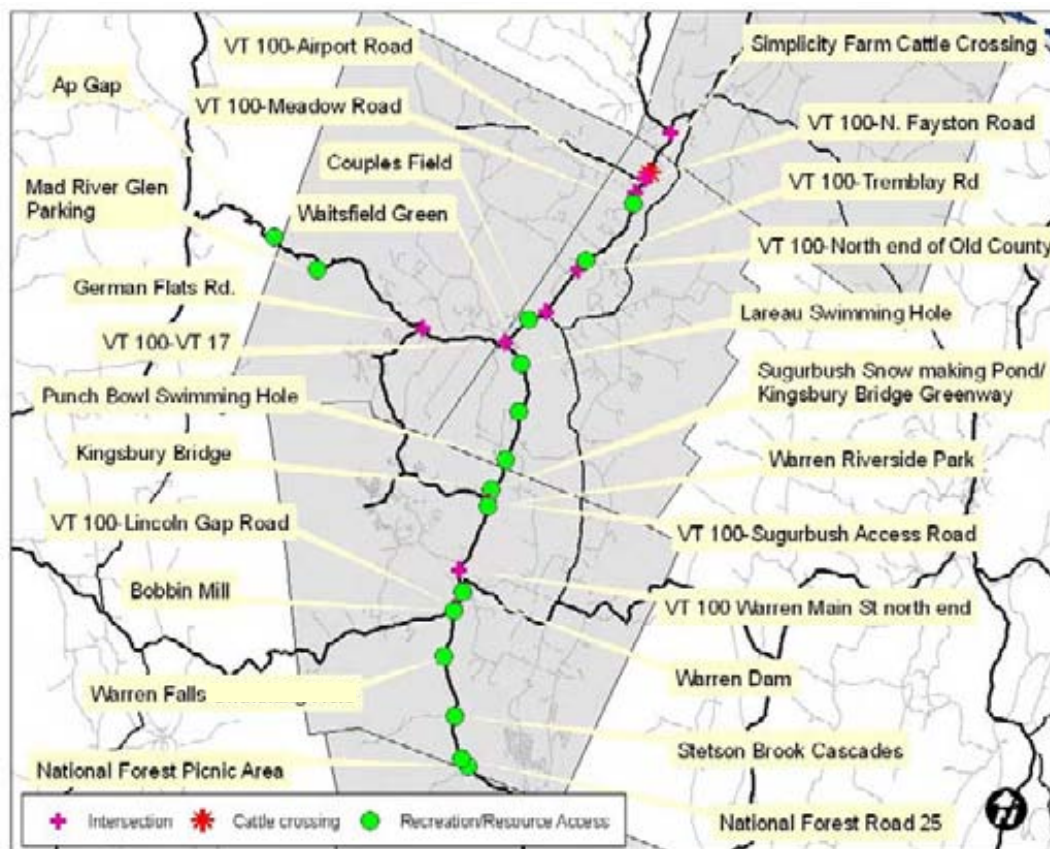 VT 100-Airport Road
Simplicity Farm Cattle Crossing
Ap Gap
VT 100-Meadow Road
VT 100-N. Fayston Road
Couples Field
Mad River Glen
Parking
VT 100-Tremblay Rd
Waitsfield Green
VT 100-North end of Old County
German Flats Rd.
Lareau Swimming Hole
VT 100-VT 17
Sugurbush Snow making Pond/
Kingsbury Bridge Greenway
Punch Bowl Swimming Hole
Kingsbury Bridge
Warren Riverside Park
VT 100-Lincoln Gap Road
VT 100-Sugurbush Access Road
Bobbin Mill
VT 100 Warren Main St north end
Warren Dam
Warren Falls
Stetson Brook Cascades
National Forest Picnic Area
National Forest Road 25
Intersection
Cattle crossing
Recreation/Resource Access